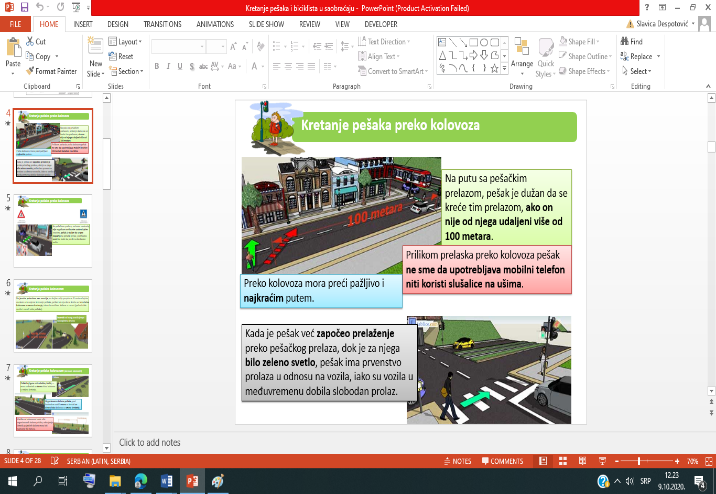 Kretanje pešaka i biciklista u saobraćaju - PowerPoint (Product Activation Failed)
FILE HOME INSERT DESIGN TRANSITIONS ANIMATIONS SLIDE SHOW REVIEW VIEW DEVELOPER
Slavica Despotović
Cut
Copy
Format Painter
Paste
Clipboard
New
Slide
Layout
Reset
Section
Slides
Font
Text Direction
Align Text
Convert to SmartArt
Paragraph
Drawing
Arrange
Quick
Styles
Shape Fill
Shape Outline
Shape Effects
Find
Replace
Select
Editing
4
5
6
7
8
Kretanje pešaka preko kolovoza
100 metara
Na putu sa pešačkim
prelazom, pešak je dužan da se
kreće tim prelazom, ako on
nije od njega udaljeni više od
100 metara.
Prilikom prelaska preko kolovoza pešak
ne sme da upotrebljava mobilni telefon
niti koristi slušalice na ušima.
Preko kolovoza mora preći pažljivo i
najkraćim putem.
Kada je pešak već započeo prelaženje
preko pešačkog prelaza, dok je za njega
bilo zeleno svetlo, pešak ima prvenstvo
prolaza u odnosu na vozila, iako su vozila u
međuvremenu dobila slobodan prolaz.
Click to add notes
SLIDE 4 OF 28 SERBIAN (LATIN, SERBIA) NOTES COMMENTS 70%
SRP
12.23
9.10.2020.
4